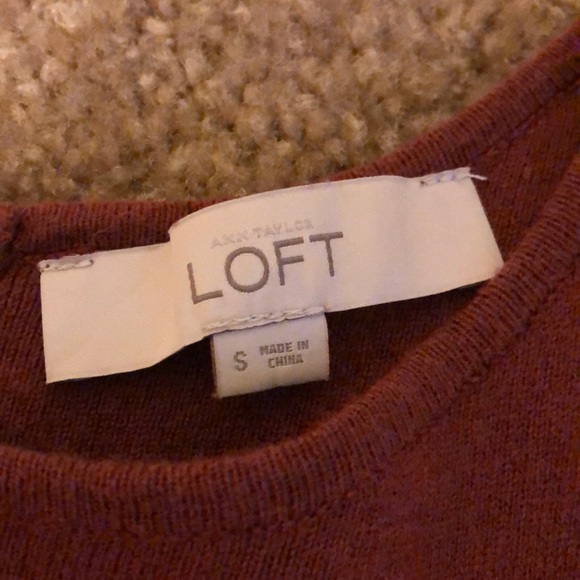 ANN TAYLOR
LOFT
S
MADE IN
CHINA